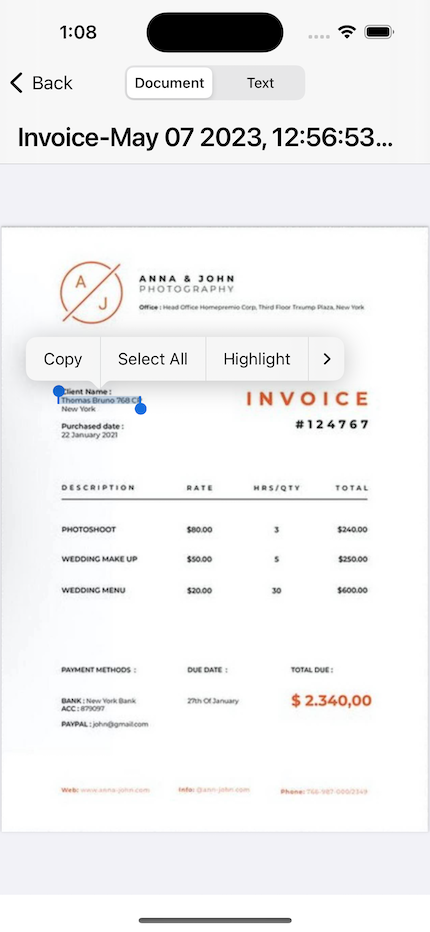 1:08
Back
Document
Text
Invoice-May 07 2023, 12:56:53...
A
J
ANNA & JOHN
PHOTOGRAPHY
Office : Head Office Homepremio Corp, Third Floor Trxump Plaza, New York
Copy
Select All
Highlight
Client Name :
Thomas Bruno 768 C
New York
Purchased date :
22 January 2021
INVOICE
#124767
DESCRIPTION RATE HRS/QTY TOTAL
PHOTOSHOOT $80.00 3 $240.00
WEDDING MAKE UP $50.00 5 $250.00
WEDDING MENU $20.00 30 $600.00
PAYMENT METHODS : DUE DATE : TOTAL DUE :
BANK : New York Bank 27th Of January $ 2.340,00
ACC : 879097
PAYPAL : john@gmail.com
Web: www.anna-john.com Info: @ann-john.com Phone: 766-987-000/2349